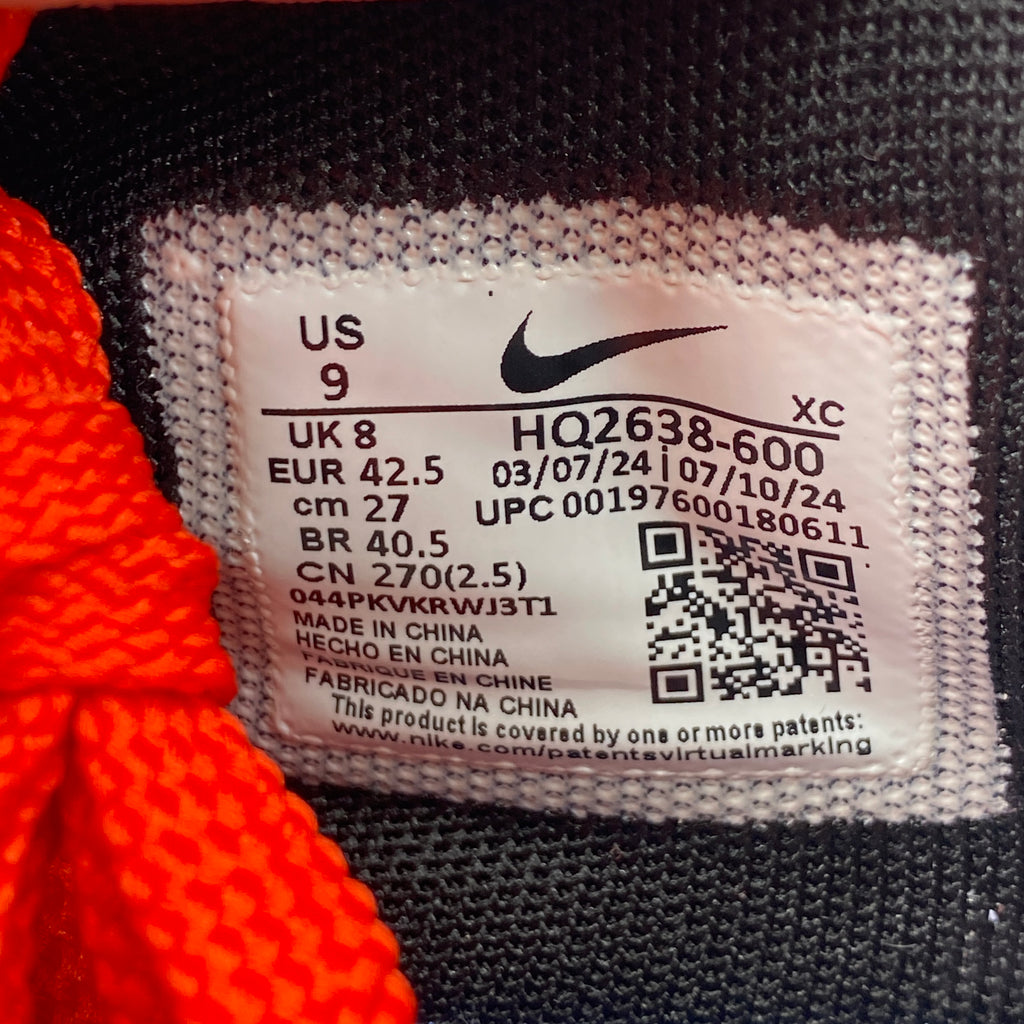 US
9
XC
UK 8
HQ2638-600
EUR 42.5
03/07/24 | 07/10/24
cm 27
UPC 00197600180611
BR 40.5
CN 270(2.5)
044PKVKRWJ3T1
MADE IN CHINA
HECHO EN CHINA
FABRIQUE EN CHINE
FABRICADO NA CHINA
This product is covered by one or more patents:
www.nike.com/patentsvirtualmarking